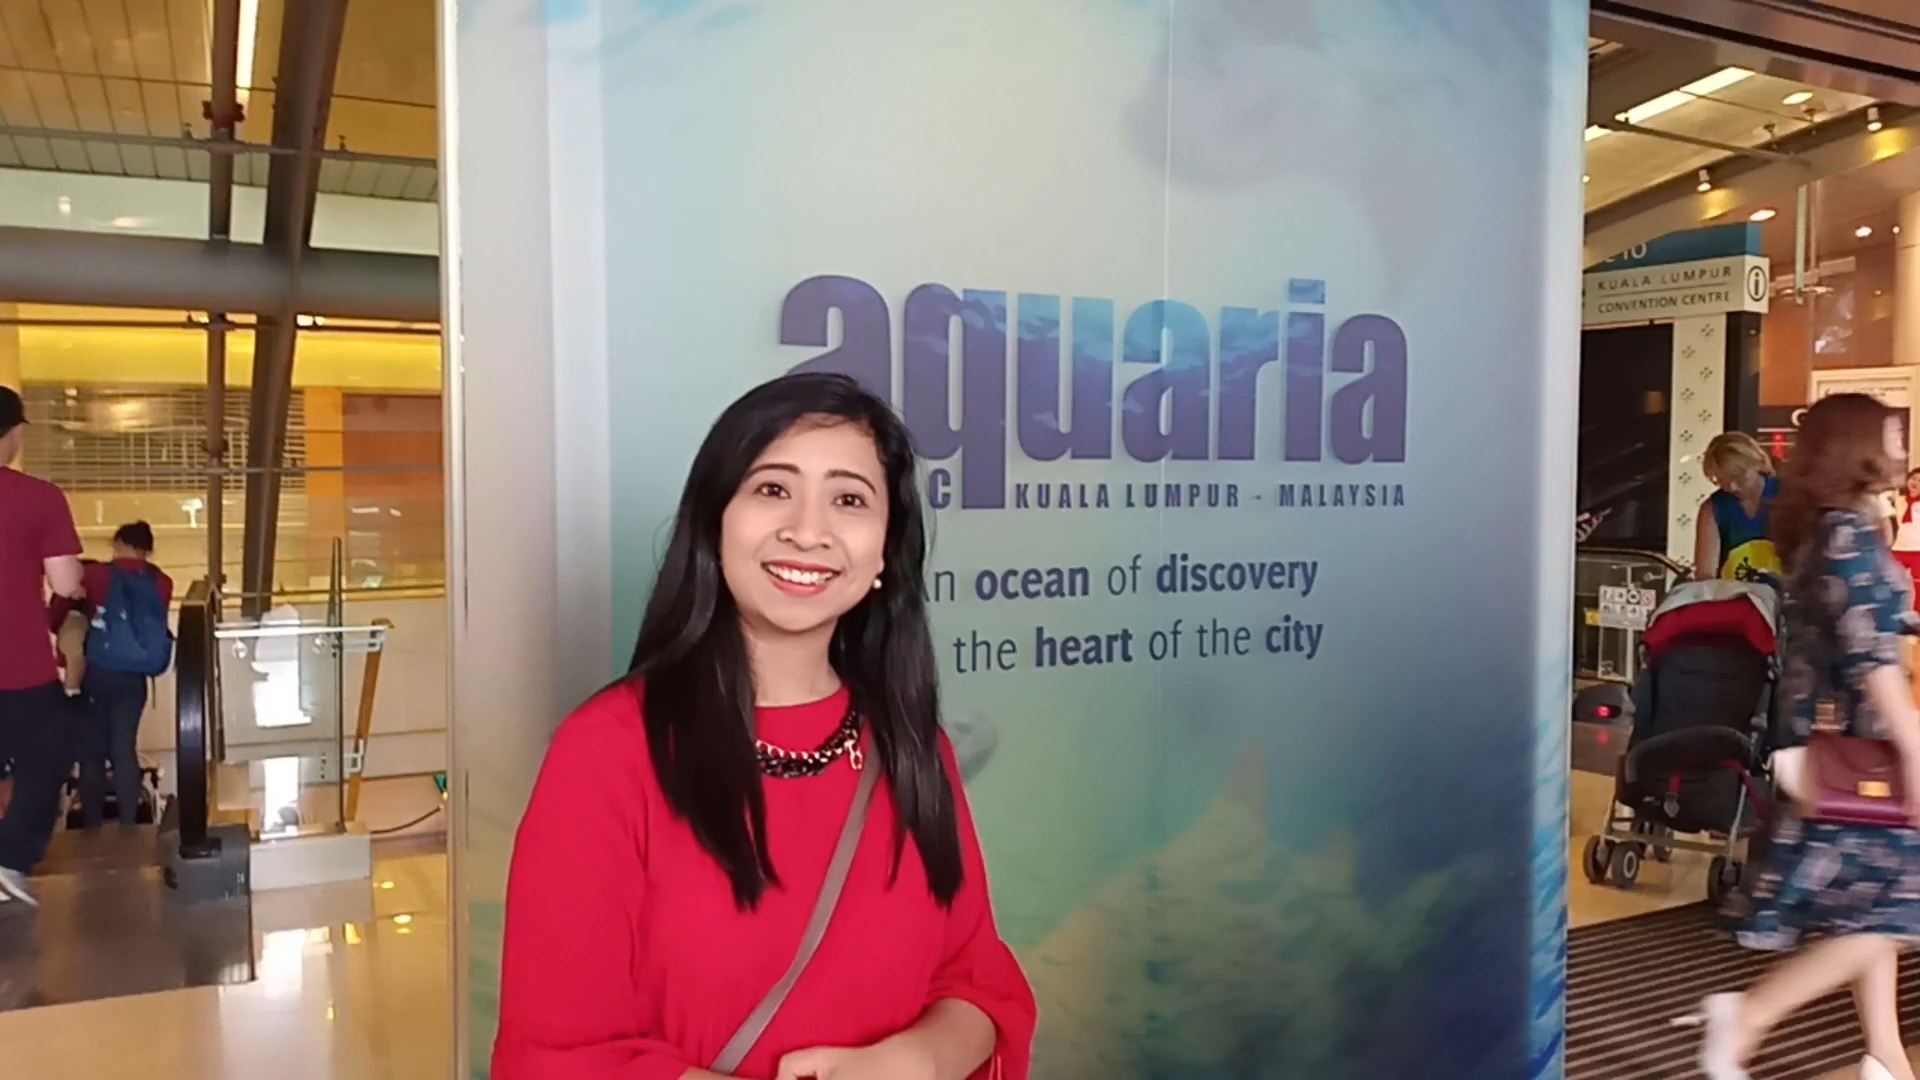 aquaria
C KUALA LUMPUR - MALAYSIA
n ocean of discovery
the heart of the city
KUALA LUMPUR
CONVENTION CENTRE